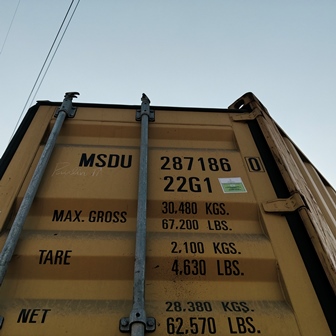 MSDU 287186 0
22G1
MAX. GROSS 30.480 KGS.
67.200 LBS.
TARE 2,100 KGS.
4,630 LBS.
NET 28.380 KGS.
62,570 LBS.